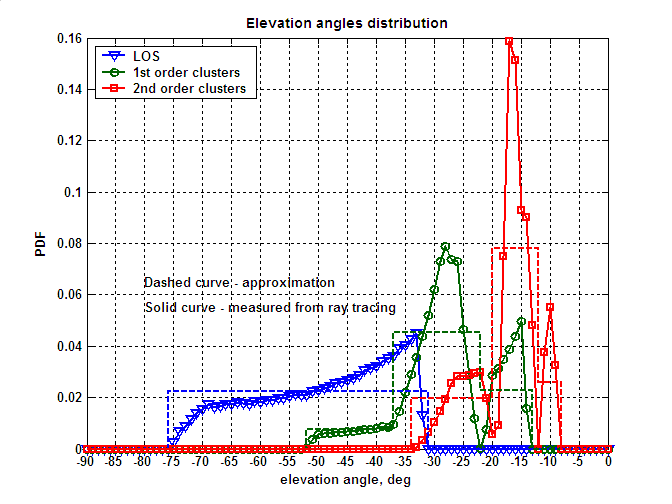 Elevation angles distribution
LOS
1st order clusters
2nd order clusters
0.16
0.14
0.12
0.1
0.08
0.06
0.04
0.02
0
PDF
Dashed curve - approximation
Solid curve - measured from ray tracing
-90 -85 -80 -75 -70 -65 -60 -55 -50 -45 -40 -35 -30 -25 -20 -15 -10 -5 0
elevation angle, deg